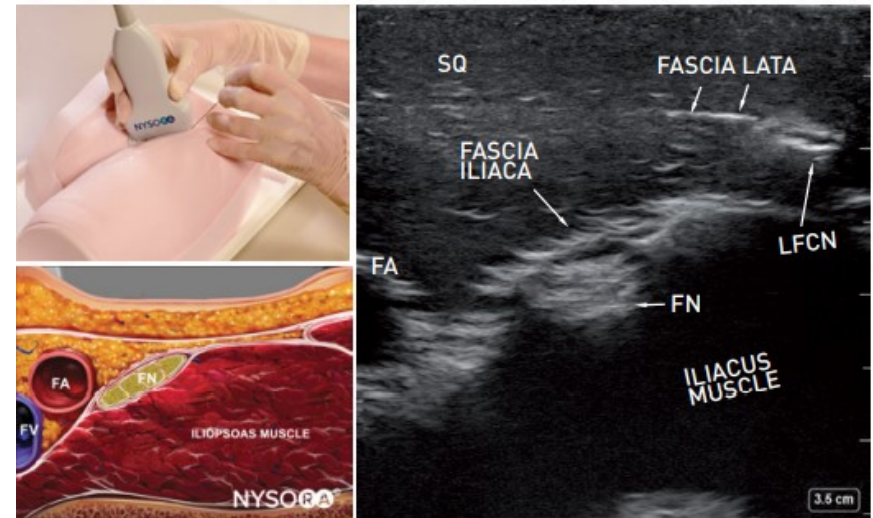 NYSORA
FA
FN
FV
ILIOPSOAS MUSCLE
NYSORA
SQ
FASCIA LATA
FASCIA
ILIACA
LFCN
FA
FN
ILIACUS
MUSCLE
3.5 cm